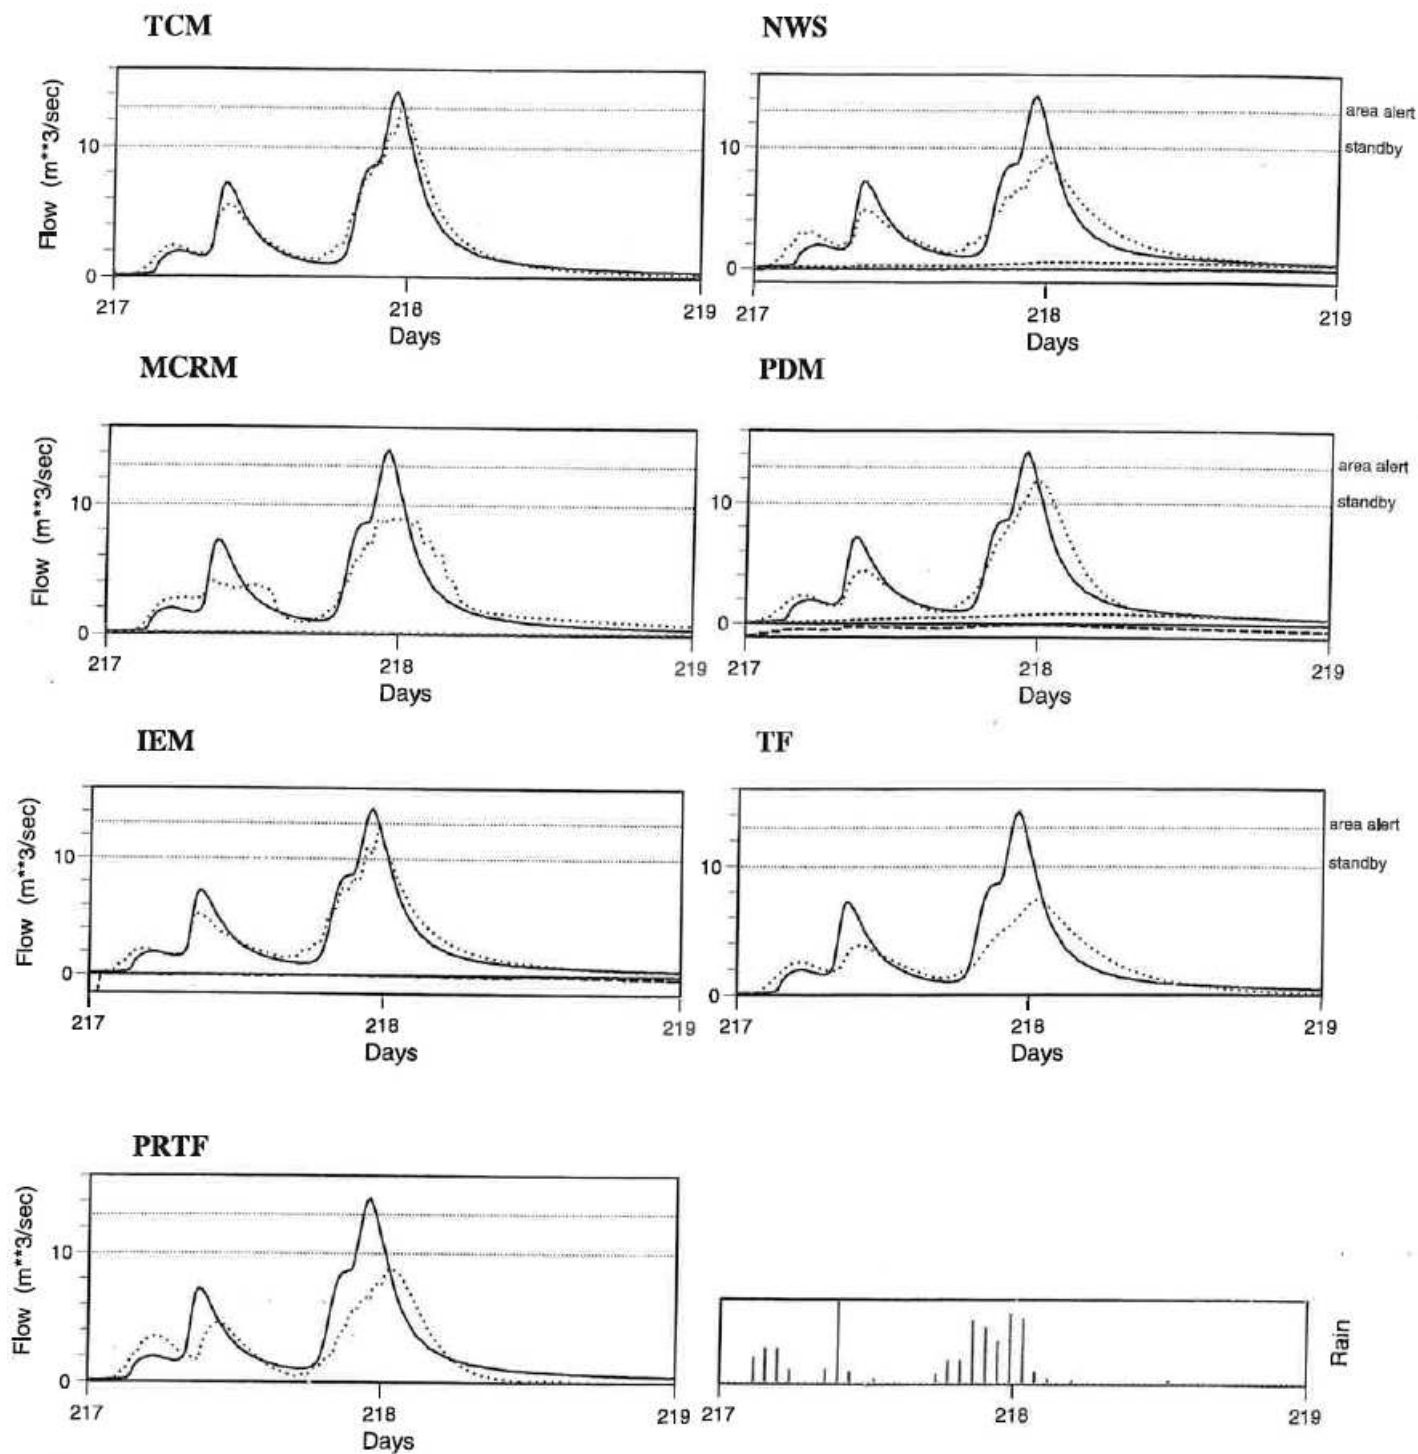 TCM
NWS
Flow (m**3/sec)
10
0
217
218
219
Days
10
0
217
218
219
Days
area alert
standby
MCRM
PDM
Flow (m**3/sec)
10
0
217
218
219
Days
10
0
217
218
219
Days
area alert
standby
IEM
TF
Flow (m**3/sec)
10
0
217
218
219
Days
10
0
217
218
219
Days
area alert
standby
PRTF
Flow (m**3/sec)
10
0
217
218
219
Days
217
218
219
Rain